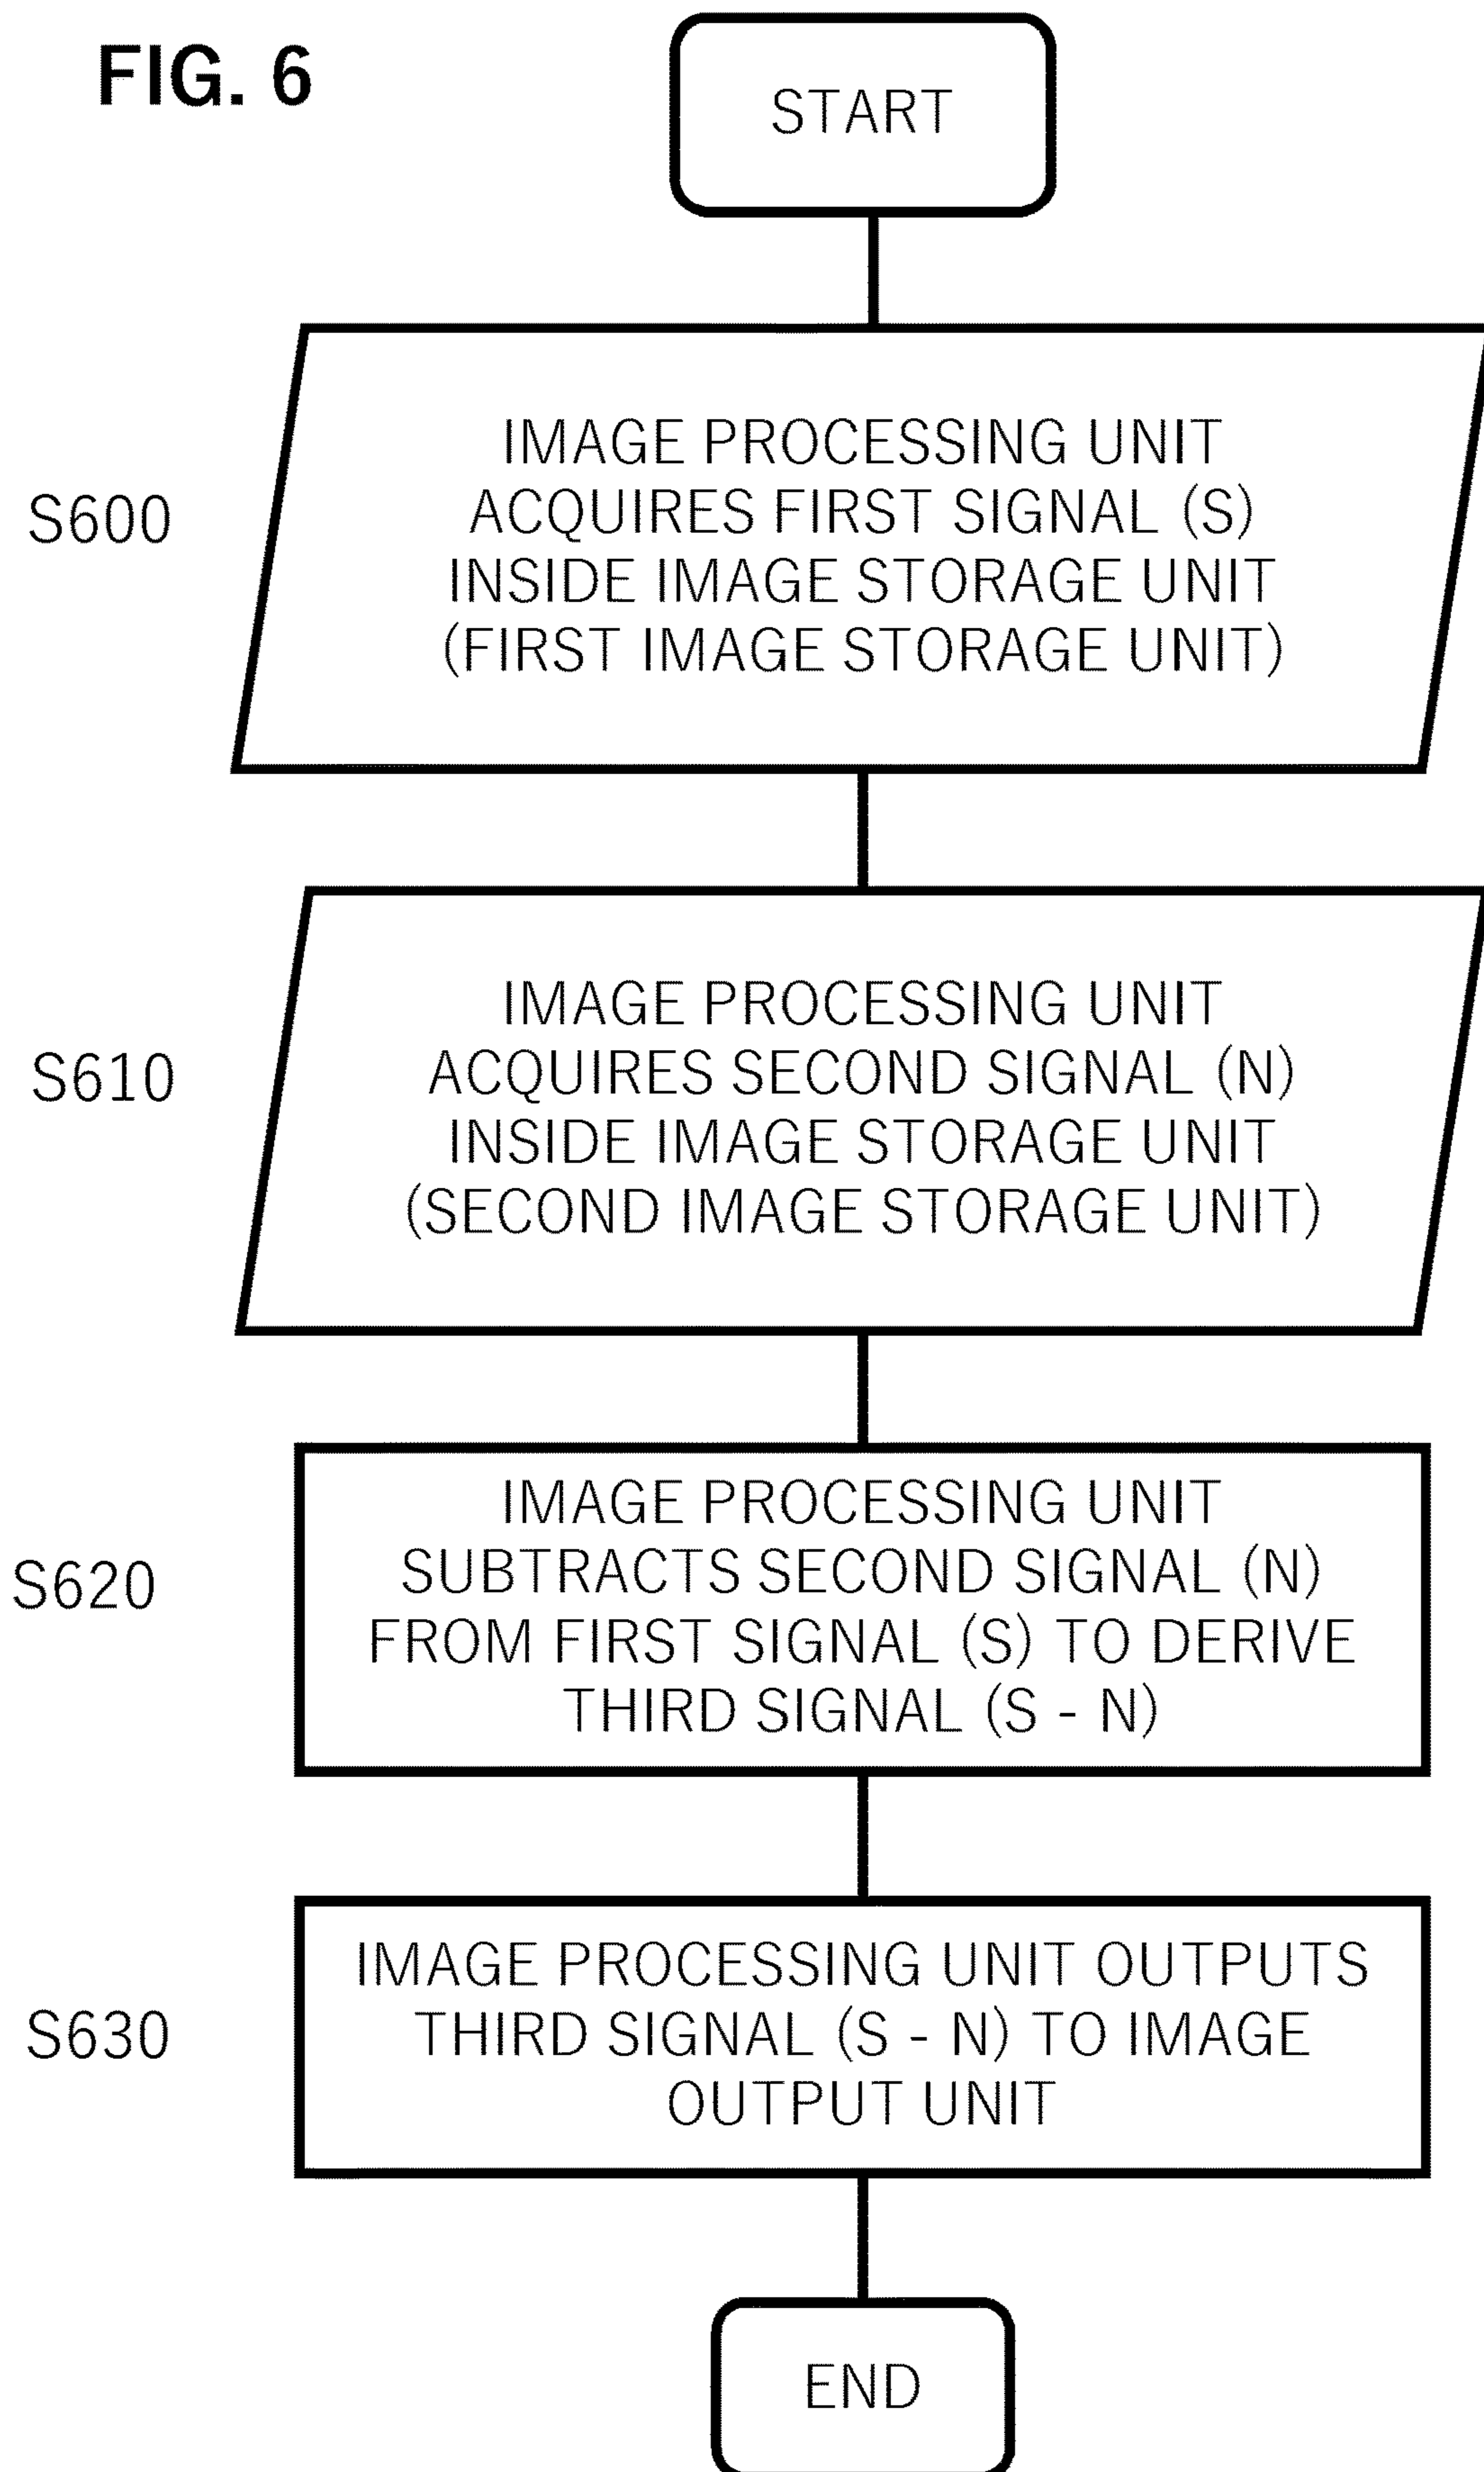 FIG. 6
START
S600
IMAGE PROCESSING UNIT
ACQUIRES FIRST SIGNAL (S)
INSIDE IMAGE STORAGE UNIT
(FIRST IMAGE STORAGE UNIT)
S610
IMAGE PROCESSING UNIT
ACQUIRES SECOND SIGNAL (N)
INSIDE IMAGE STORAGE UNIT
(SECOND IMAGE STORAGE UNIT)
S620
IMAGE PROCESSING UNIT
SUBTRACTS SECOND SIGNAL (N)
FROM FIRST SIGNAL (S) TO DERIVE
THIRD SIGNAL (S - N)
S630
IMAGE PROCESSING UNIT OUTPUTS
THIRD SIGNAL (S - N) TO IMAGE
OUTPUT UNIT
END